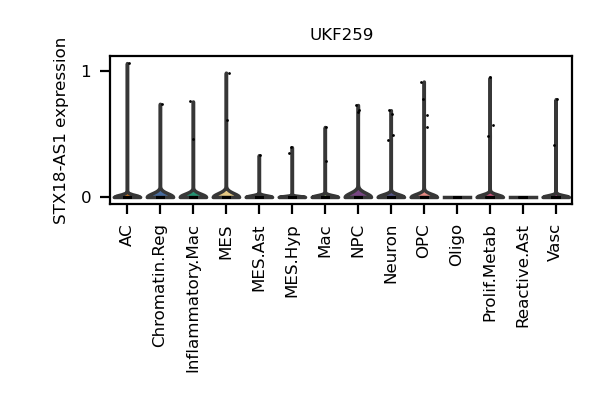 UKF259
STX18-AS1 expression
1
0
AC
Chromatin.Reg
Inflammatory.Mac
MES
MES.Ast
MES.Hyp
Mac
NPC
Neuron
OPC
Oligo
Prolif.Metab
Reactive.Ast
Vasc